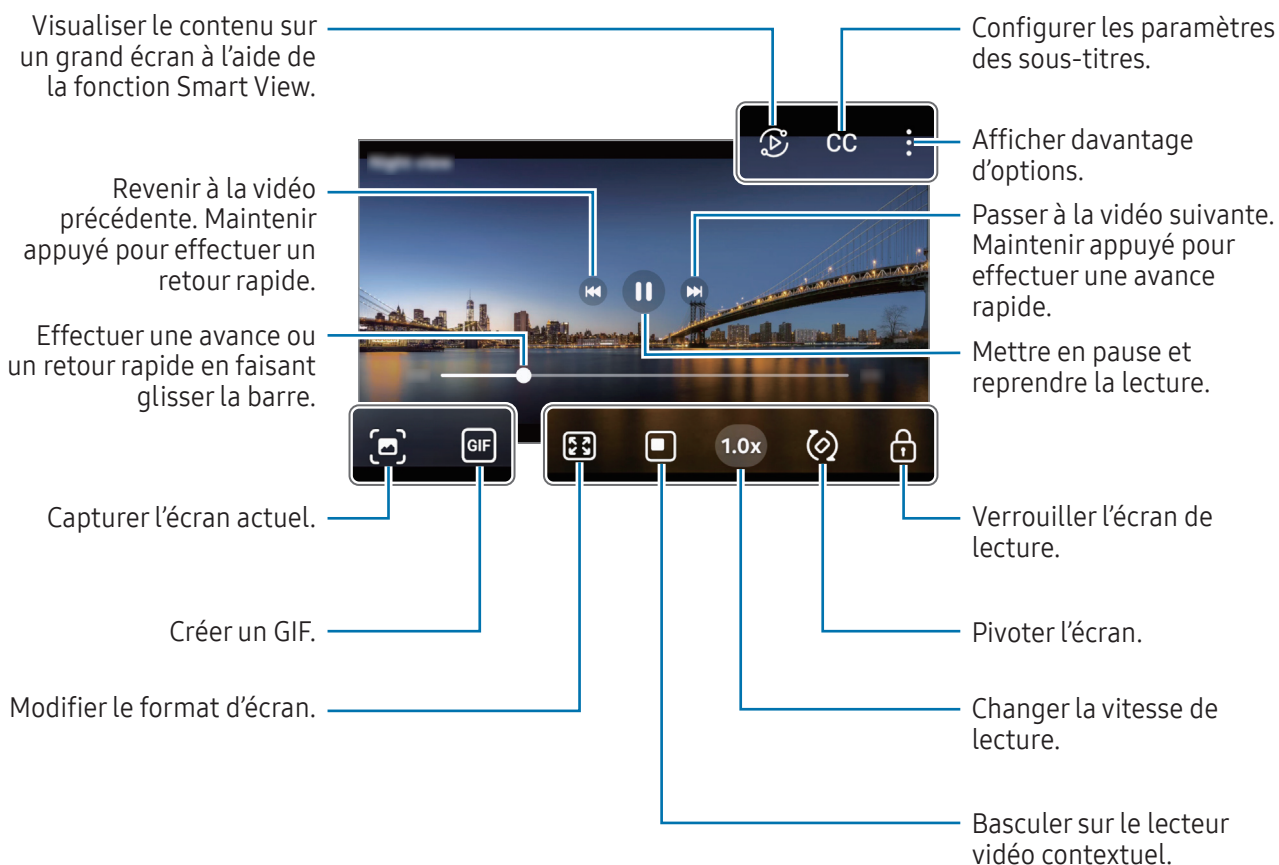 Visualiser le contenu sur
un grand écran à l’aide de
la fonction Smart View.
Configurer les paramètres
des sous-titres.
CC
Afficher davantage
d’options.
Revenir à la vidéo
précédente. Maintenir
appuyé pour effectuer un
retour rapide.
Passer à la vidéo suivante.
Maintenir appuyé pour
effectuer une avance
rapide.
Effectuer une avance ou
un retour rapide en faisant
glisser la barre.
Mettre en pause et
reprendre la lecture.
GIF
1.0x
Capturer l’écran actuel.
Verrouiller l’écran de
lecture.
Créer un GIF.
Pivoter l’écran.
Modifier le format d’écran.
Changer la vitesse de
lecture.
Basculer sur le lecteur
vidéo contextuel.